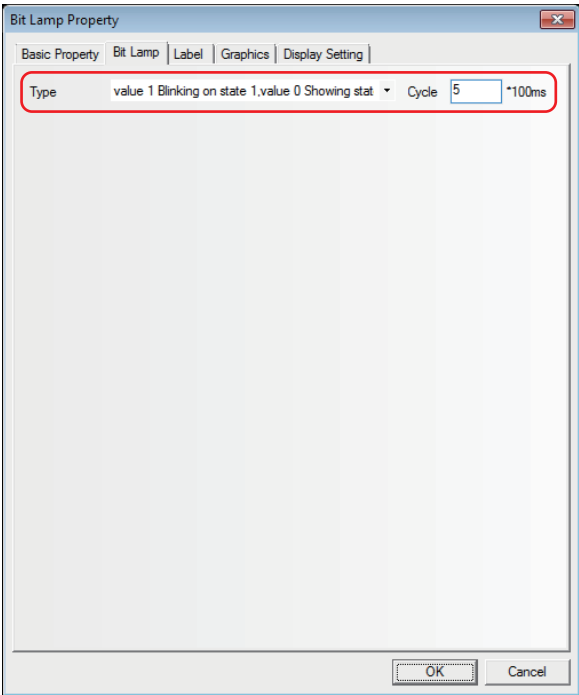 Bit Lamp Property
Basic Property Bit Lamp Label Graphics Display Setting
Type value 1 Blinking on state 1,value 0 Showing stat Cycle 5 *100ms
OK Cancel